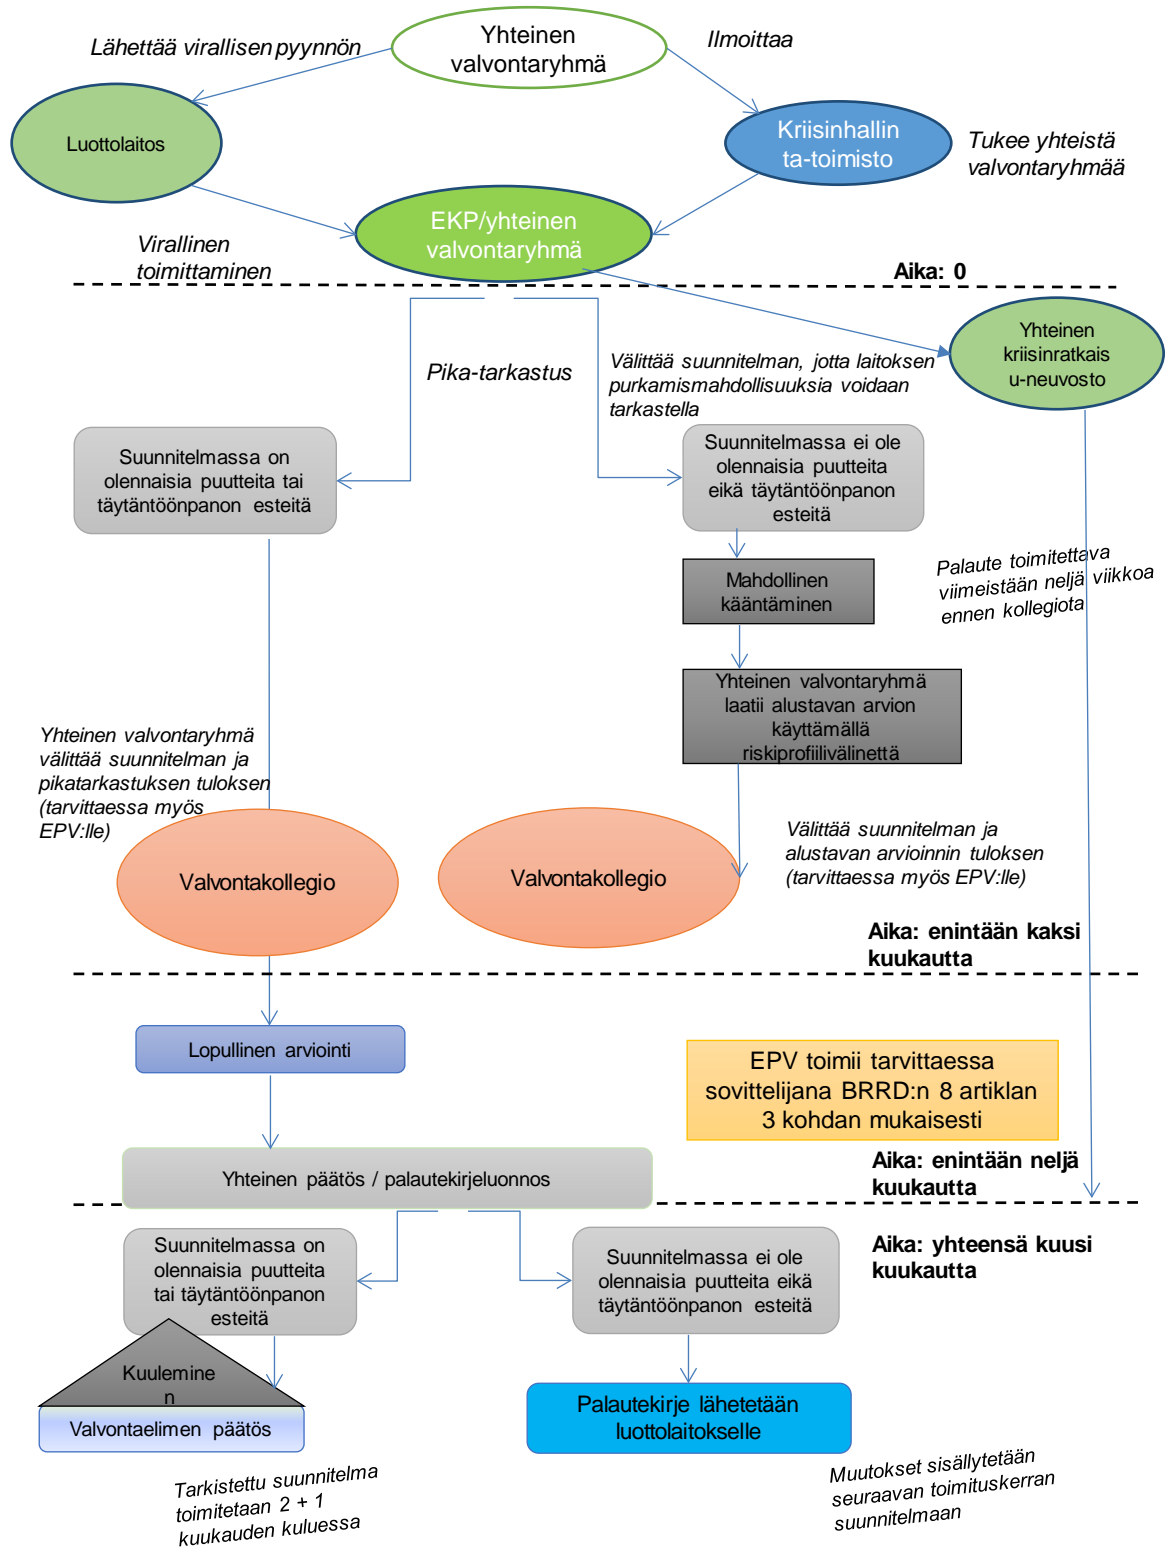 Lähettää virallisen pyynnön
Yhteinen
valvontaryhmä
Ilmoittaa
Luottolaitos
Kriisinhallin
ta-toimisto
Tukee yhteistä
valvontaryhmää
EKP/yhteinen
valvontaryhmä
Virallinen
toimittaminen
Aika: 0
Yhteinen
kriisinratkais
u-neuvosto
Pika-tarkastus
Välittää suunnitelman, jotta laitoksen
purkamismahdollisuuksia voidaan
tarkastella
Suunnitelmassa on
olennaisia puutteita tai
täytäntöönpanon esteitä
Suunnitelmassa ei ole
olennaisia puutteita
eikä täytäntöönpanon
esteitä
Palaute toimitettava
viimeistään neljä viikkoa
ennen kollegiota
Mahdollinen
kääntäminen
Yhteinen valvontaryhmä
laatii alustavan arvion
käyttämällä
riskiprofiilivälinettä
Yhteinen valvontaryhmä
välittää suunnitelman ja
pikatarkastuksen tuloksen
(tarvittaessa myös
EPV:lle)
Valvontakollegio
Valvontakollegio
Välittää suunnitelman ja
alustavan arvioinnin tuloksen
(tarvittaessa myös EPV:lle)
Aika: enintään kaksi
kuukautta
Lopullinen arviointi
EPV toimii tarvittaessa
sovittelijana BRRD:n 8 artiklan
3 kohdan mukaisesti
Yhteinen päätös / palautekirjeluonnos
Aika: enintään neljä
kuukautta
Suunnitelmassa on
olennaisia puutteita
tai täytäntöönpanon
esteitä
Suunnitelmassa ei ole
olennaisia puutteita eikä
täytäntöönpanon esteitä
Aika: yhteensä kuusi
kuukautta
Kuulemine
n
Valvontaelimen päätös
Palautekirje lähetetään
luottolaitokselle
Tarkistettu suunnitelma
toimitetaan 2 + 1
kuukauden kuluessa
Muutokset sisällytetään
seuraavan toimituskerran
suunnitelmaan